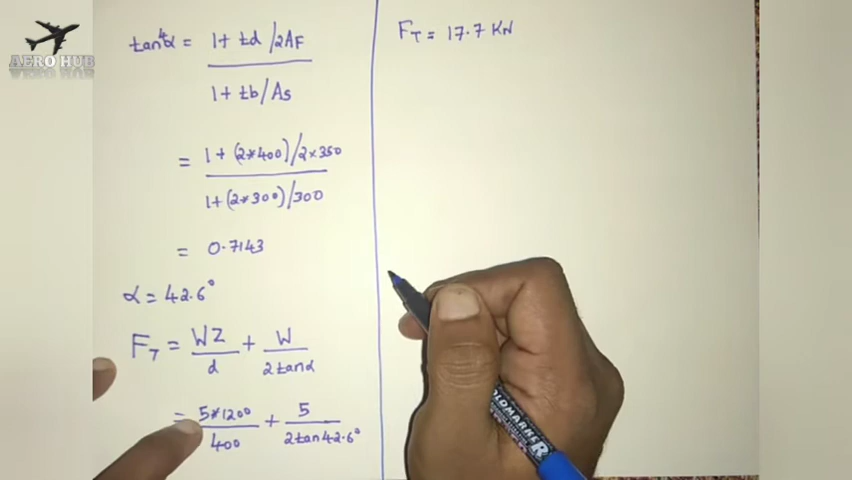 AERO HUB
tan⁴α = 1 + td / 2AF
1 + tb / As
= 1 + (2*400) / 2×350
1 + (2*300) / 300
= 0.7143
α = 42.6°
FT = WZ/d + W/2tanα
= 5*1200/400 + 5/2tan42.6°
FT = 17.7 KN